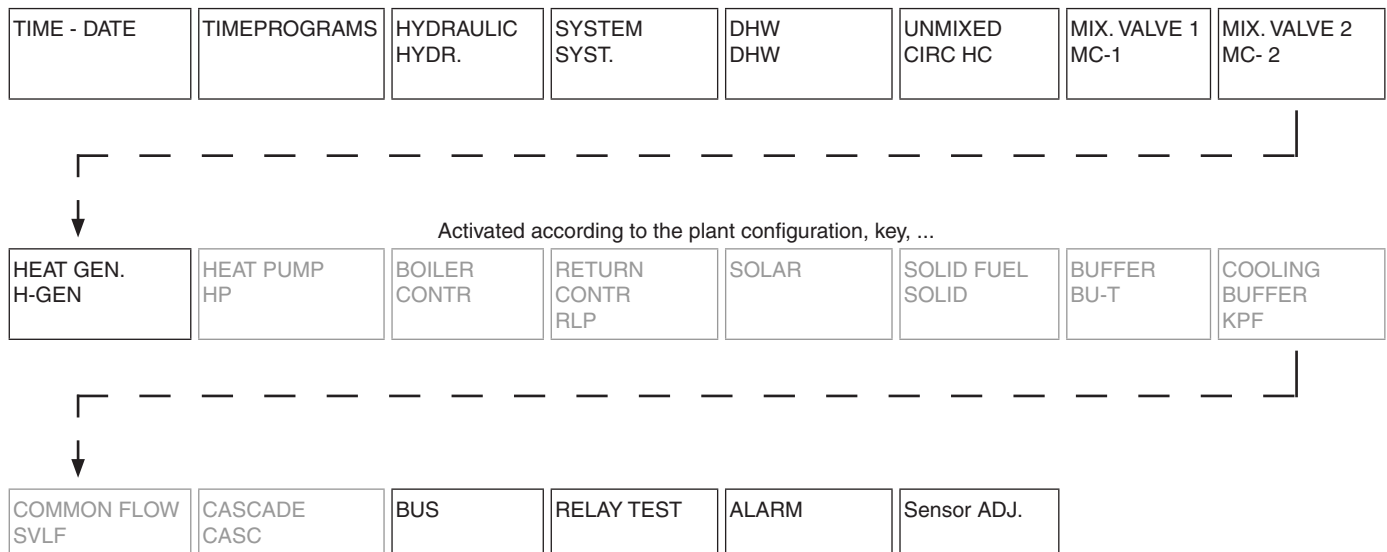 TIME - DATE
TIMEPROGRAMS
HYDRAULIC
HYDR.
SYSTEM
SYST.
DHW
DHW
UNMIXED
CIRC HC
MIX. VALVE 1
MC-1
MIX. VALVE 2
MC- 2
Activated according to the plant configuration, key, ...
HEAT GEN.
H-GEN
HEAT PUMP
HP
BOILER
CONTR
RETURN
CONTR
RLP
SOLAR
SOLID FUEL
SOLID
BUFFER
BU-T
COOLING
BUFFER
KPF
COMMON FLOW
SVLF
CASCADE
CASC
BUS
RELAY TEST
ALARM
Sensor ADJ.